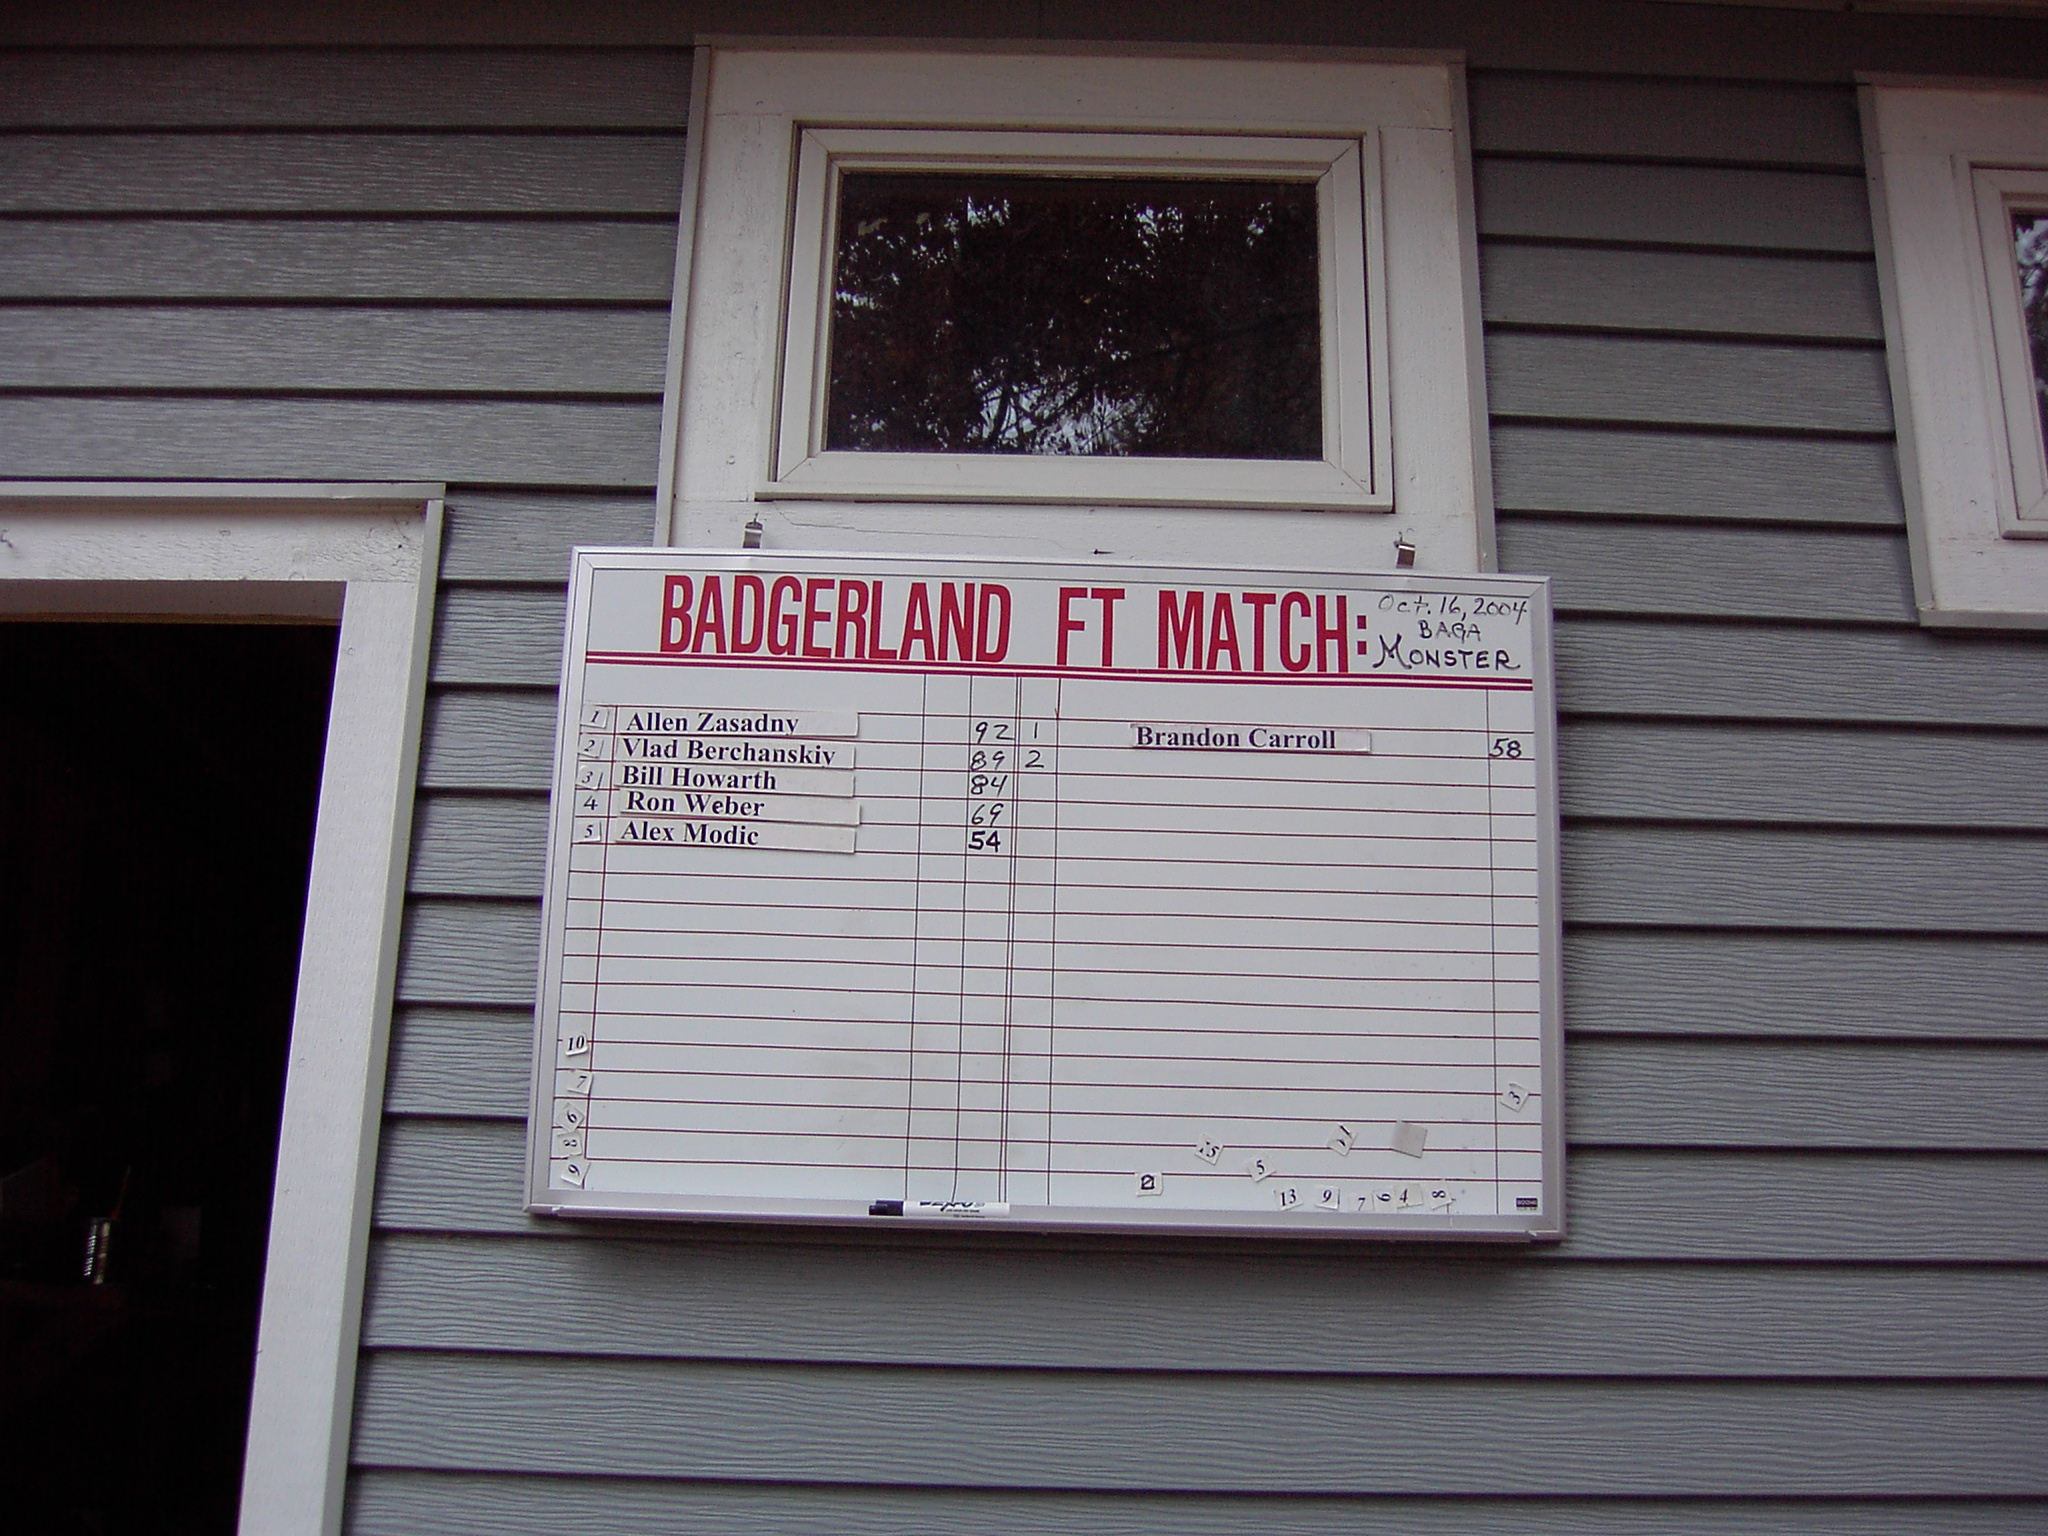 BADGERLAND FT MATCH:
Oct. 16, 2004
BAGA
MONSTER
1 Allen Zasadny 92 1 Brandon Carroll 58
2 Vlad Berchanskiy 89 2
3 Bill Howarth 84
4 Ron Weber 69
5 Alex Modic 54
10
7
6
8
9
3
15
5
2
13 9 7 6 4 8